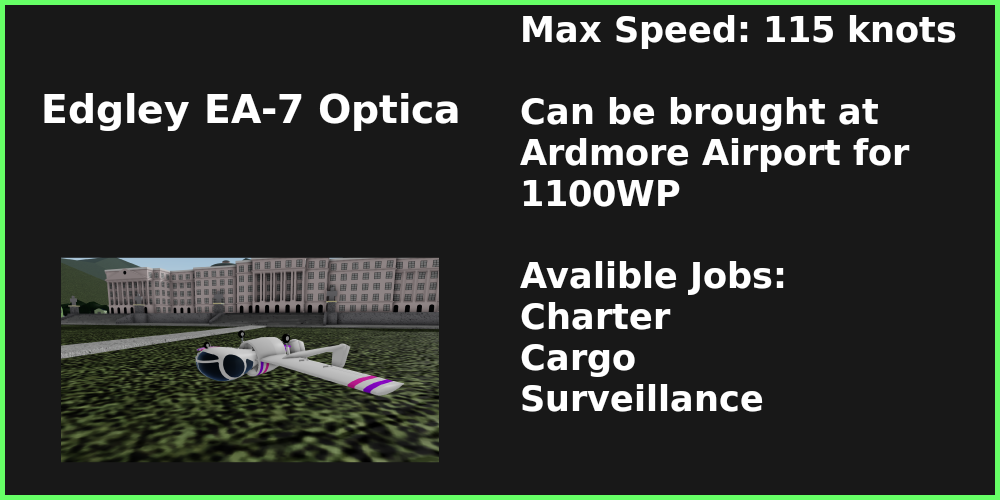 Edgley EA-7 Optica
Max Speed: 115 knots
Can be brought at
Ardmore Airport for
1100WP
Avalible Jobs:
Charter
Cargo
Surveillance